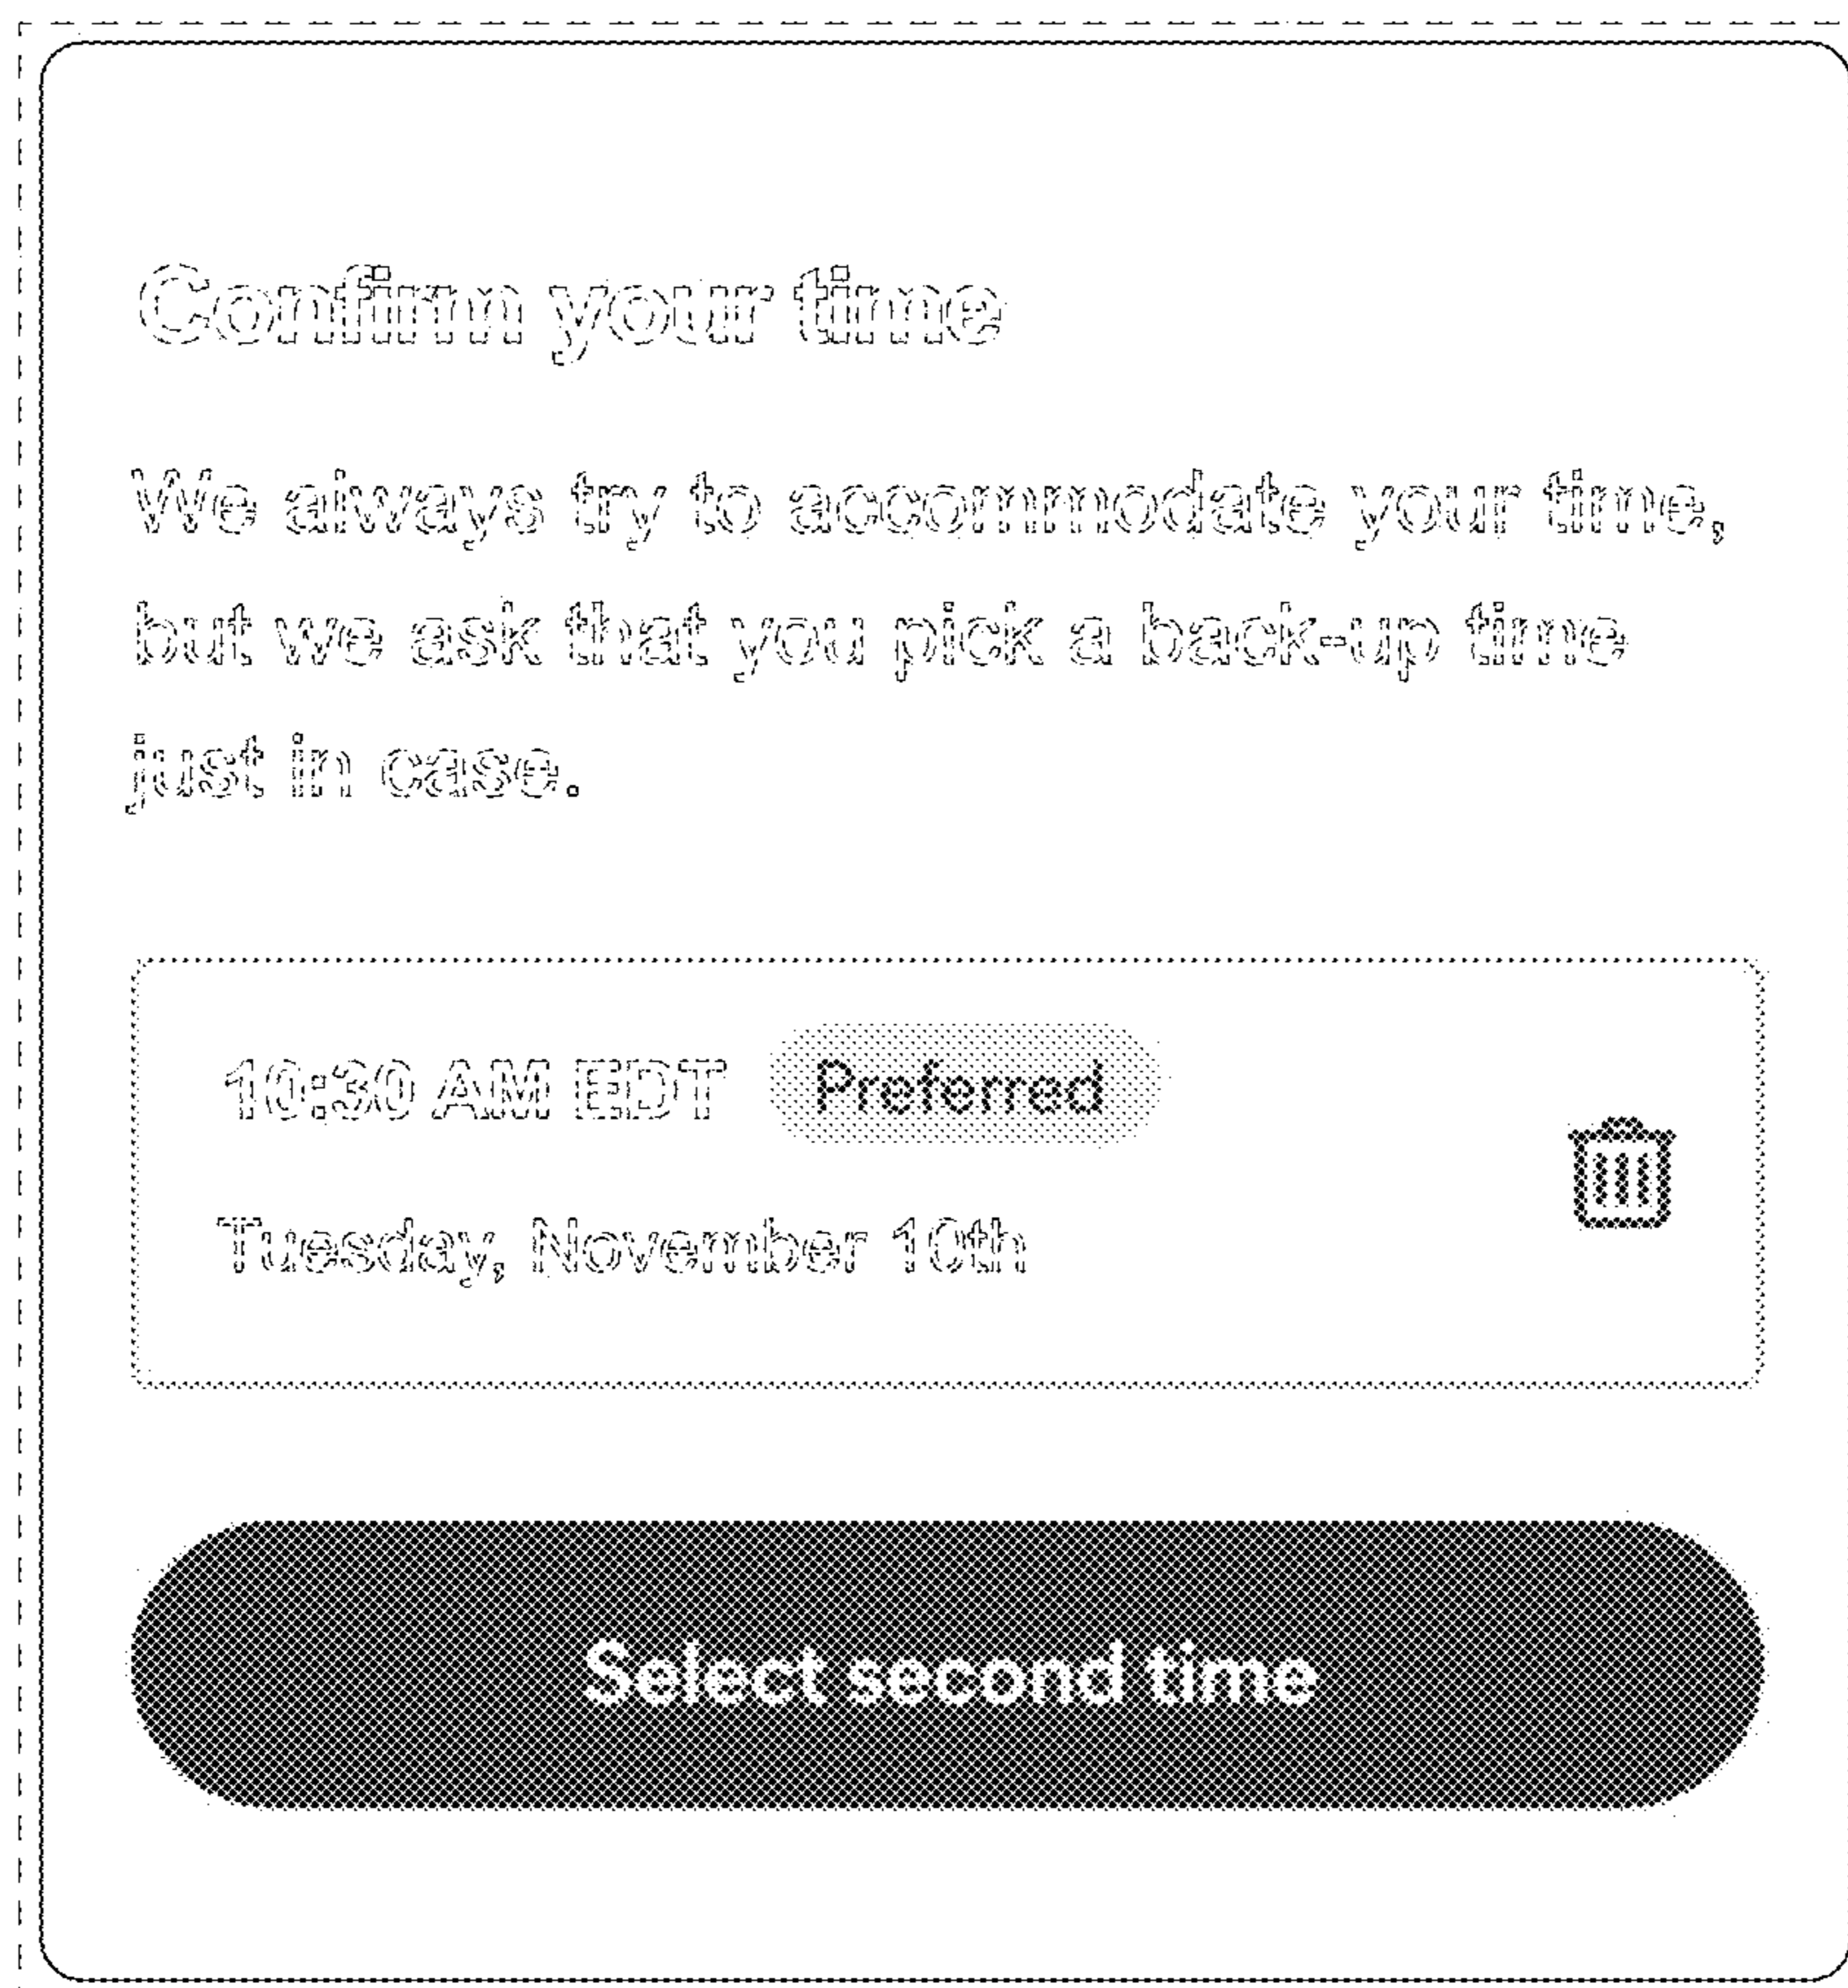 Confirm your time
We always try to accommodate your time,
but we ask that you pick a back-up time
just in case.
10:30 AM EDT Preferred
Tuesday, November 10th
Select second time